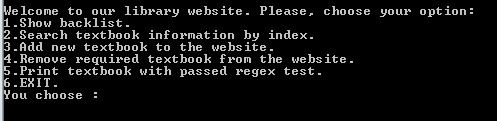 Welcome to our library website. Please, choose your option:
1.Show backlist.
2.Search textbook information by index.
3.Add new textbook to the website.
4.Remove required textbook from the website.
5.Print textbook with passed regex test.
6.EXIT.
You choose :